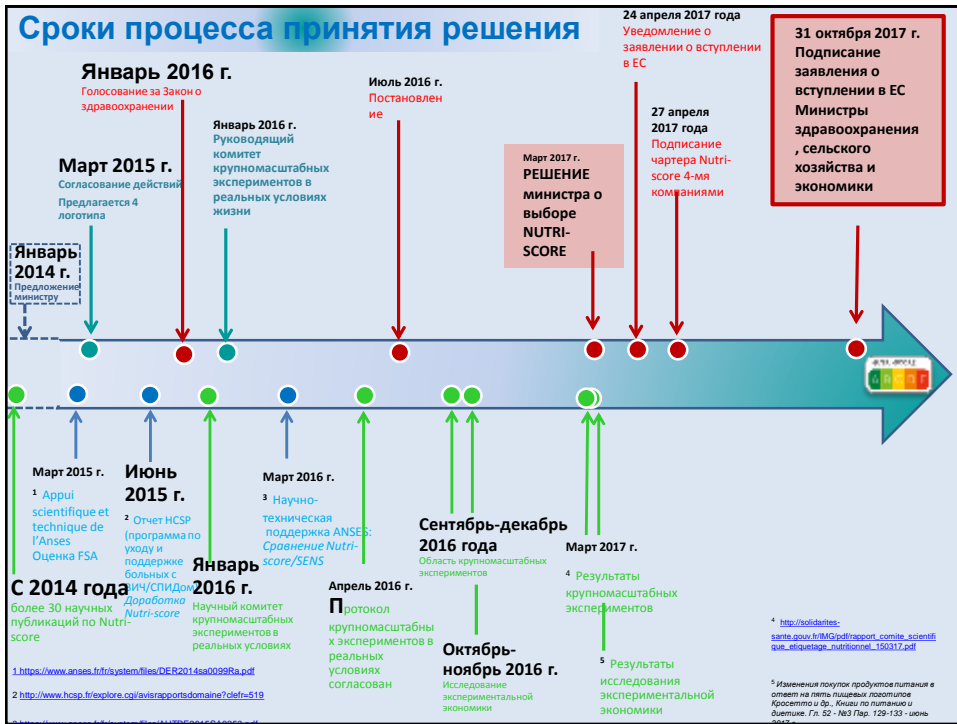 Сроки процесса принятия решения
24 апреля 2017 года
Уведомление о
заявлении о вступлении
в ЕС
31 октября 2017 г.
Подписание
заявления о
вступлении в ЕС
Министры
здравоохранения
, сельского
хозяйства и
экономики
Январь 2016 г.
Голосование за Закон о
здравоохранении
Июль 2016 г.
Постановлен
ие
27 апреля
2017 года
Подписание
чартера Nutri-
score 4-мя
компаниями
Январь 2016 г.
Руководящий
комитет
крупномасштабных
экспериментов в
реальных условиях
жизни
Март 2015 г.
Согласование действий
Предлагается 4
логотипа
Март 2017 г.
РЕШЕНИЕ
министра о
выборе
NUTRI-
SCORE
Январь
2014 г.
Предложение
министру
Март 2015 г.
1 Appui
scientifique et
technique de
l'Anses
Оценка FSA
Июнь
2015 г.
2 Отчет HCSP
(программа по
уходу и
поддержке
больных с
ВИЧ/СПИДом)
Доработка
Nutri-score
Март 2016 г.
3 Научно-
техническая
поддержка ANSES:
Сравнение Nutri-
score/SENS
Сентябрь-декабрь
2016 года
Область крупномасштабных
экспериментов
Март 2017 г.
4 Результаты
крупномасштабных
экспериментов
С 2014 года
более 30 научных
публикаций по Nutri-
score
Январь
2016 г.
Научный комитет
крупномасштабных
экспериментов в
реальных условиях
Апрель 2016 г.
Протокол
крупномасштабны
х экспериментов в
реальных
условиях
согласован
Октябрь-
ноябрь 2016 г.
Исследование
экспериментальной
экономики
5 Результаты
исследования
экспериментальной
экономики
4 http://solidarites-
sante.gouv.fr/IMG/pdf/rapport_comite_scientifi
que_etiquetage_nutritionnel_150317.pdf
5 Изменения покупок продуктов питания в
ответ на пять пищевых логотипов
Кросетто и др., Книги по питанию и
диетике. Гл. 52 - №3 Пар. 129-133 - июнь
2017 г.
1 https://www.anses.fr/fr/system/files/DER2014sa0099Ra.pdf
2 http://www.hcsp.fr/explore.cgi/avisrapportsdomaine?clefr=519